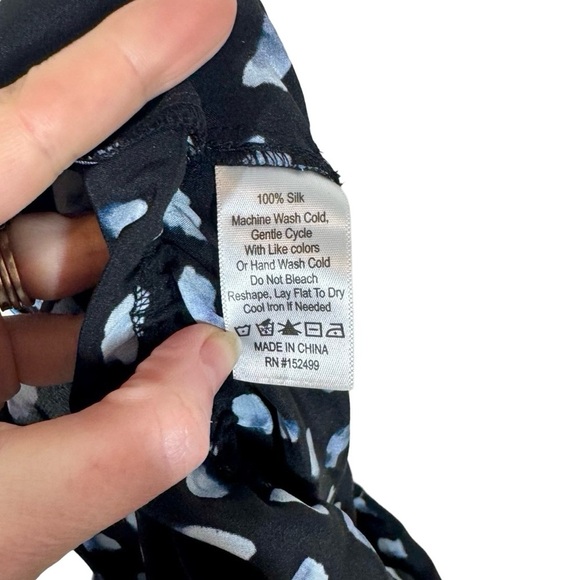 100% Silk
Machine Wash Cold,
Gentle Cycle
With Like colors
Or Hand Wash Cold
Do Not Bleach
Reshape, Lay Flat To Dry
Cool Iron If Needed
MADE IN CHINA
RN #152499